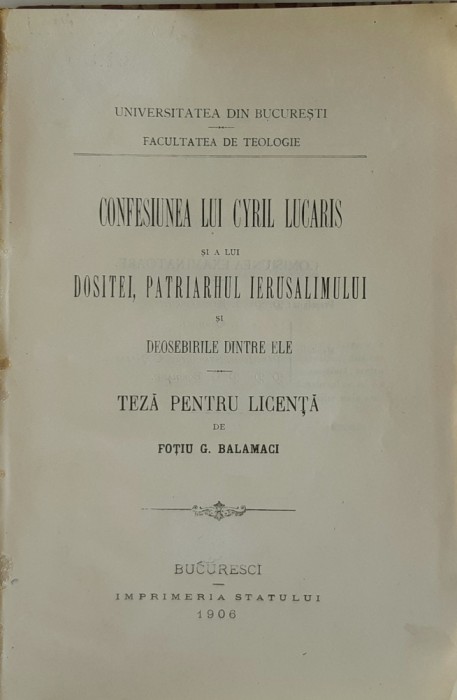 UNIVERSITATEA DIN BUCUREȘTI
FACULTATEA DE TEOLOGIE
CONFESIUNEA LUI CYRIL LUCARIS
ȘI A LUI
DOSITEI, PATRIARHUL IERUSALIMULUI
ȘI
DEOSEBIRILE DINTRE ELE
TEZĂ PENTRU LICENȚĂ
DE
FOȚIU G. BALAMACI
BUCURESCI
IMPRIMERIA STATULUI
1906